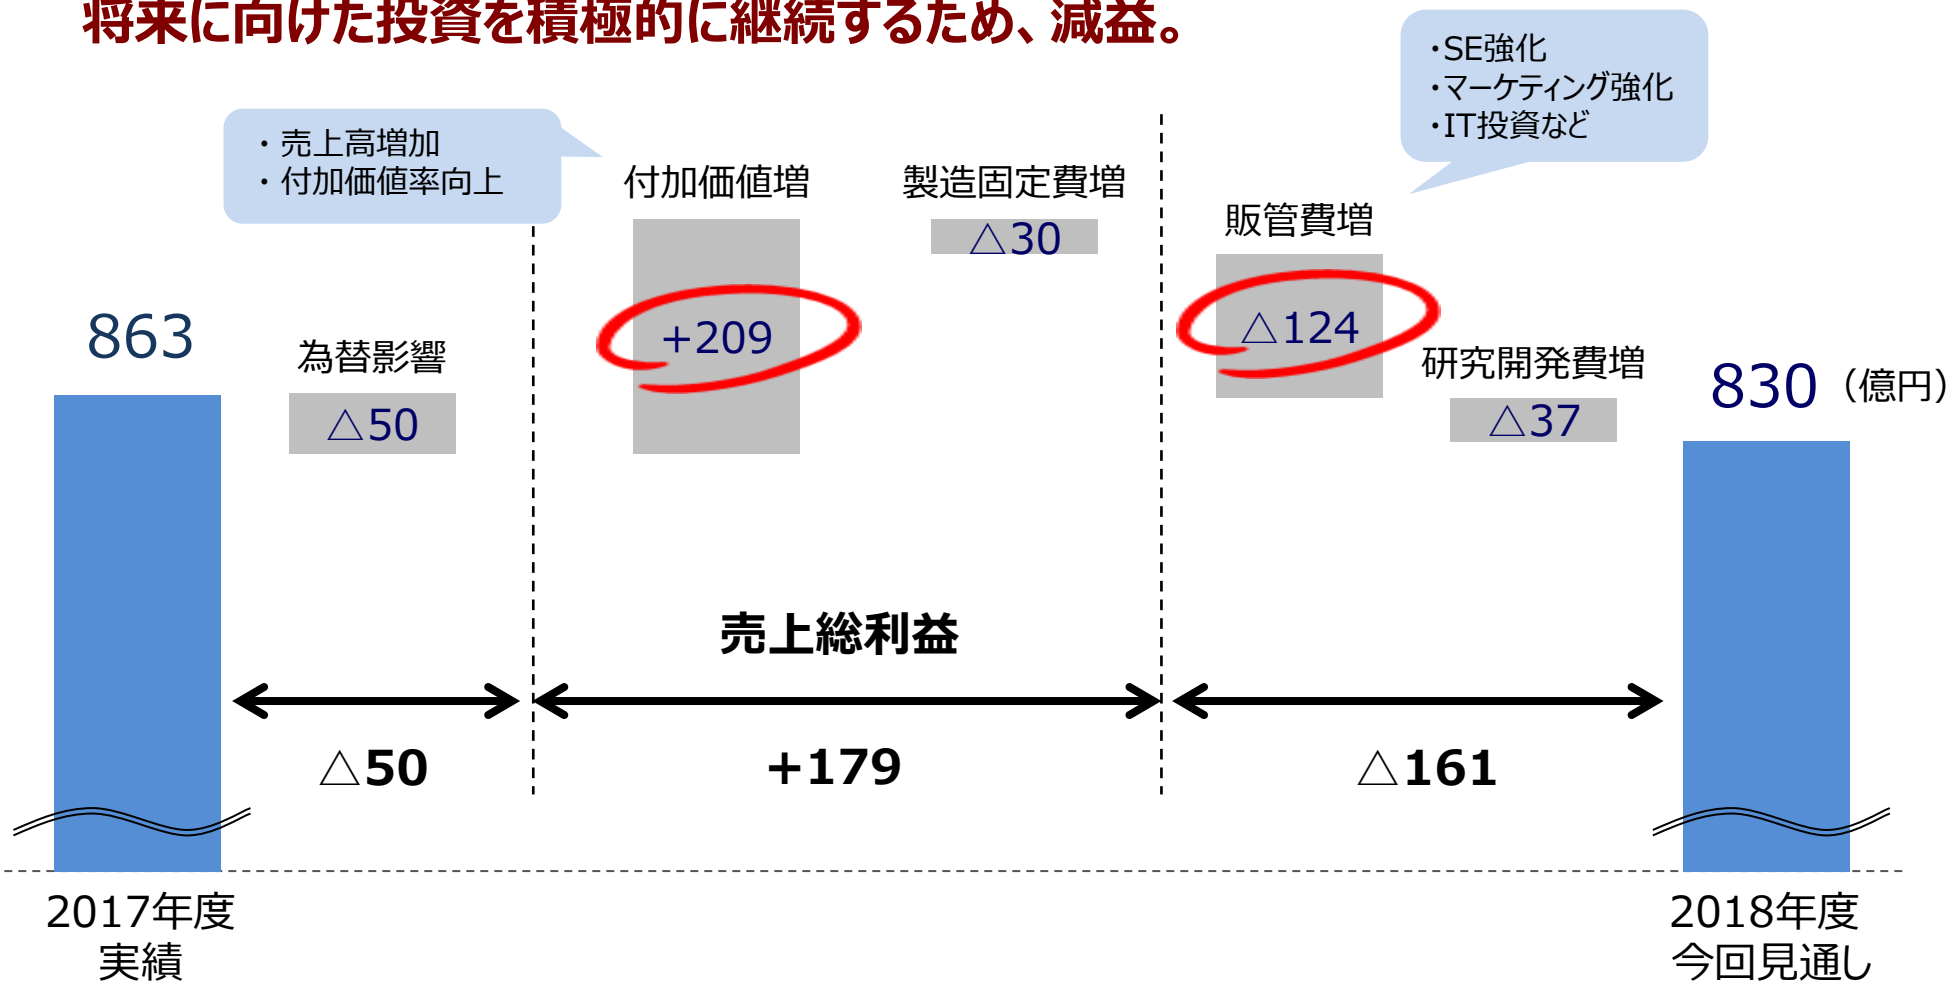 将来に向けた投資を積極的に継続するため、減益。
・SE強化
・マーケティング強化
・IT投資など
・売上高増加
・付加価値率向上
付加価値増
製造固定費増
販管費増
863
為替影響
△50
+209
△30
△124
研究開発費増
△37
830
（億円）
売上総利益
△50
+179
△161
2017年度
実績
2018年度
今回見通し